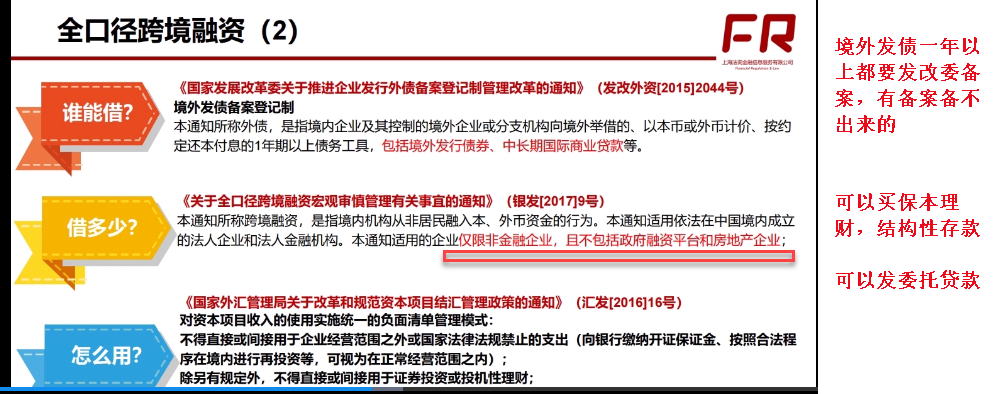 全口径跨境融资（2）
FR
上海法询金融信息服务有限公司
Financial Regulation & Law
谁能借？
《国家发展改革委关于推进企业发行外债备案登记制管理改革的通知》（发改外资[2015]2044号）
境外发债备案登记制
本通知所称外债，是指境内企业及其控制的境外企业或分支机构向境外举借的、以本币或外币计价、按约
定还本付息的1年期以上债务工具，包括境外发行债券、中长期国际商业贷款等。
借多少？
《关于全口径跨境融资宏观审慎管理有关事宜的通知》（银发[2017]9号）
本通知所称跨境融资，是指境内机构从非居民融入本、外币资金的行为。本通知适用依法在中国境内成立
的法人企业和法人金融机构。本通知适用的企业仅限非金融企业，且不包括政府融资平台和房地产企业；
怎么用？
《国家外汇管理局关于改革和规范资本项目结汇管理政策的通知》（汇发[2016]16号）
对资本项目收入的使用实施统一的负面清单管理模式：
不得直接或间接用于企业经营范围之外或国家法律法规禁止的支出（向银行缴纳开证保证金、按照合法程
序在境内进行再投资等，可视为在正常经营范围之内）；
除另有规定外，不得直接或间接用于证券投资或投机性理财；
境外发债一年以
上都要发改委备
案，有备案备不
出来的
可以买保本理
财，结构性存款
可以发委托贷款